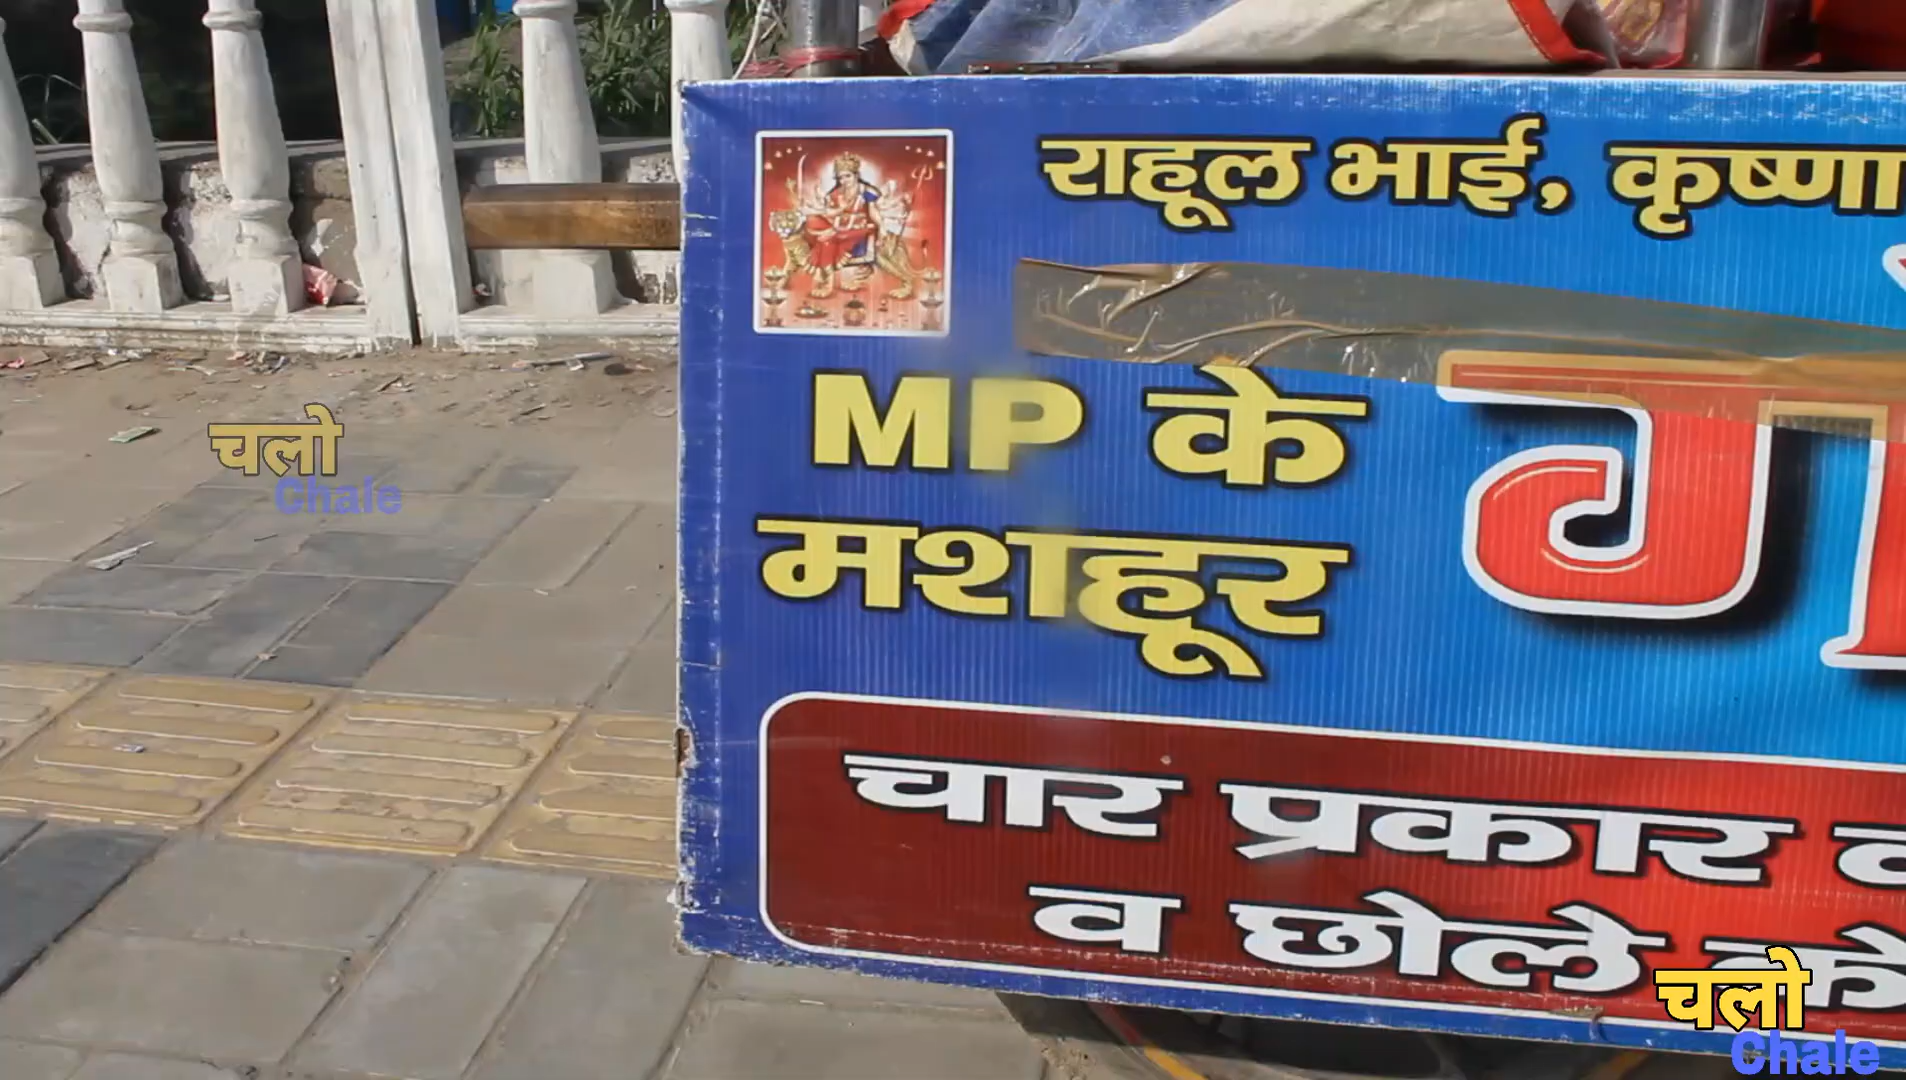 राहूल भाई, कृष्णा
MP के
मशहूर
चार प्रकार
व छोले के
चलो
Chale
चलो
Chale